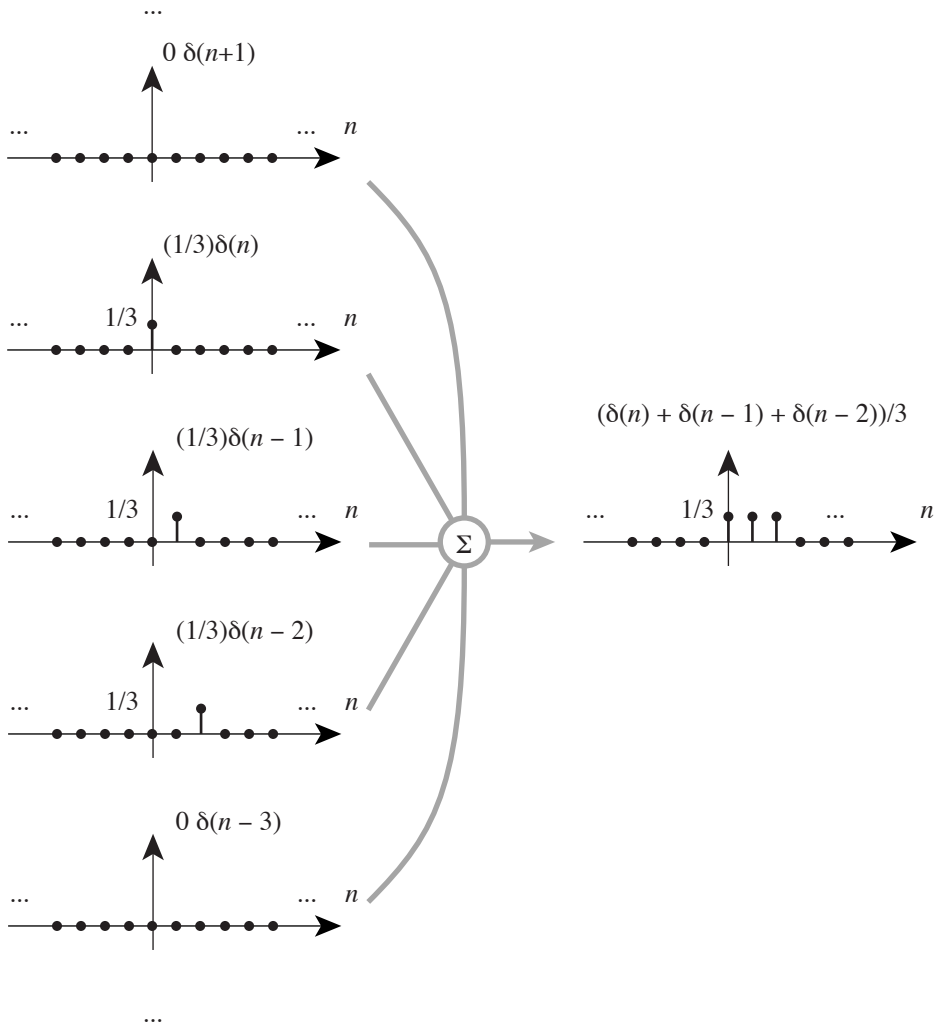 ...
0 δ(n+1)
... ... n
(1/3)δ(n)
... 1/3 ... n
(1/3)δ(n − 1)
... 1/3 ... n
(1/3)δ(n − 2)
... 1/3 ... n
0 δ(n − 3)
... ... n
...
Σ
(δ(n) + δ(n − 1) + δ(n − 2))/3
... 1/3 ... n